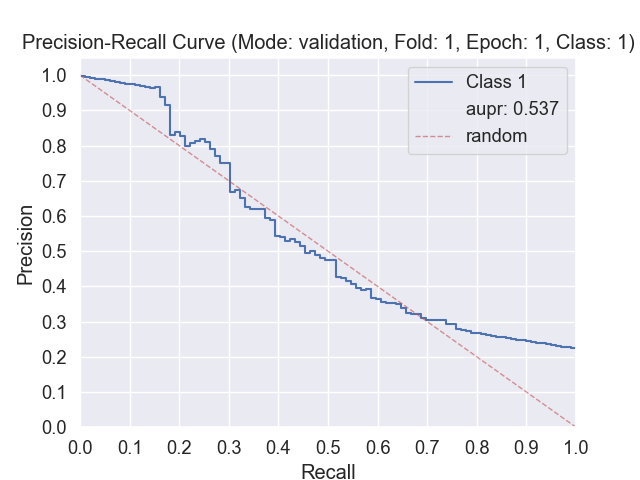 Precision-Recall Curve (Mode: validation, Fold: 1, Epoch: 1, Class: 1)
Class 1
aupr: 0.537
random
Precision
1.0
0.9
0.8
0.7
0.6
0.5
0.4
0.3
0.2
0.1
0.0
0.0 0.1 0.2 0.3 0.4 0.5 0.6 0.7 0.8 0.9 1.0
Recall